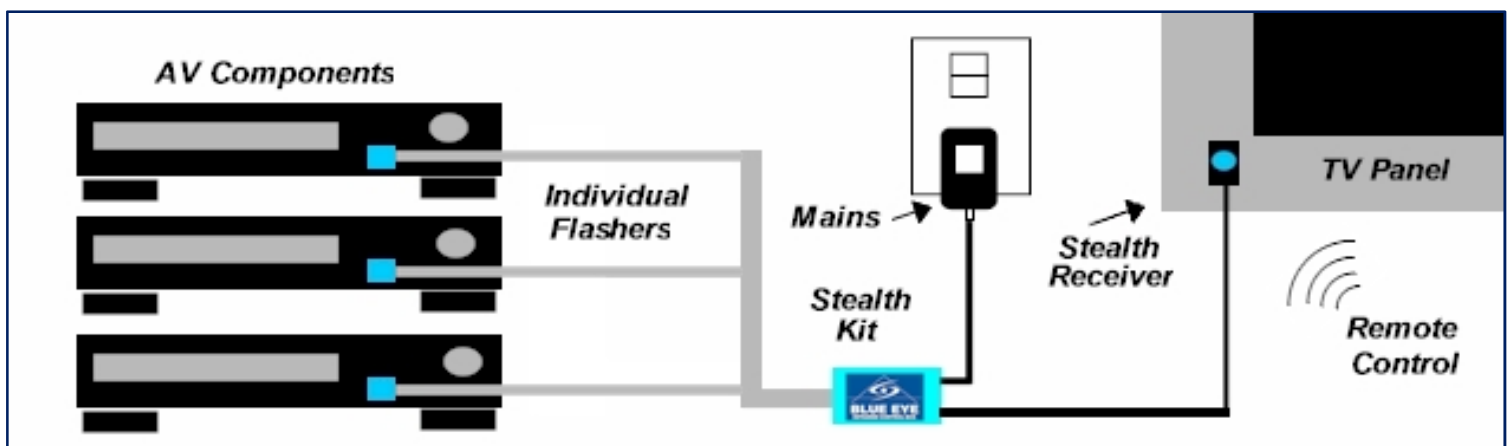 AV Components
Individual
Flashers
Mains
Stealth
Kit
Stealth
Receiver
TV Panel
Remote
Control
BLUE EYE